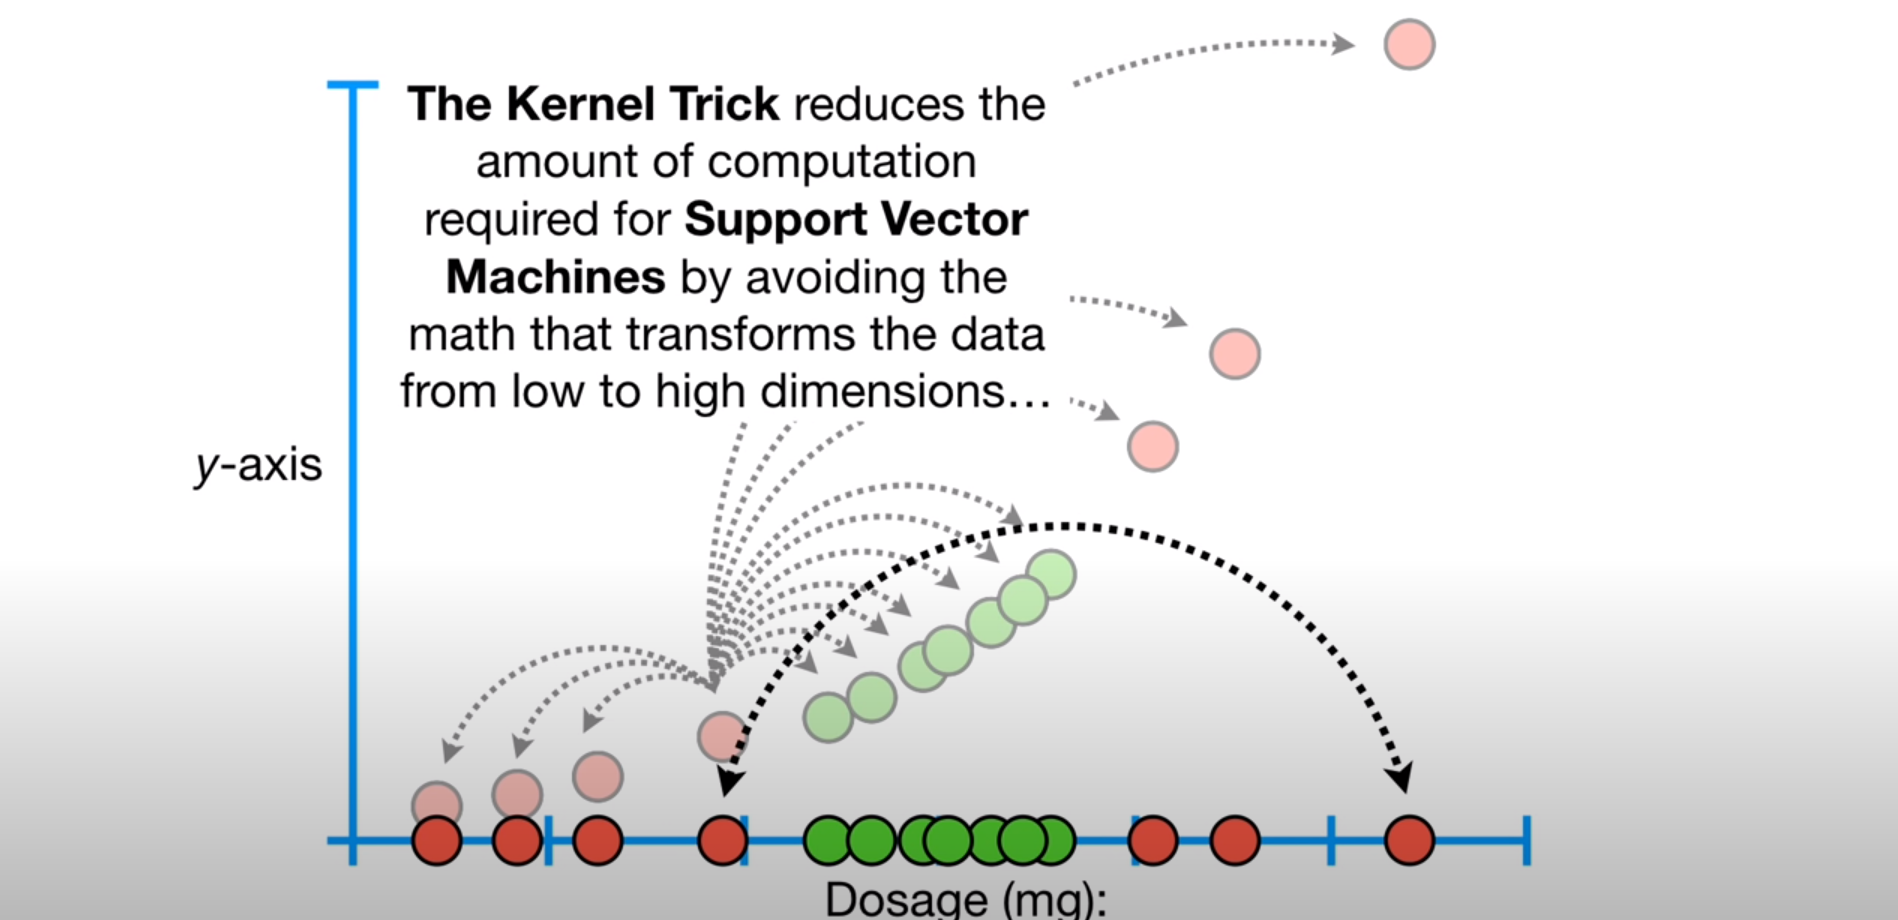 The Kernel Trick reduces the
amount of computation
required for Support Vector
Machines by avoiding the
math that transforms the data
from low to high dimensions…
y-axis
Dosage (mg):